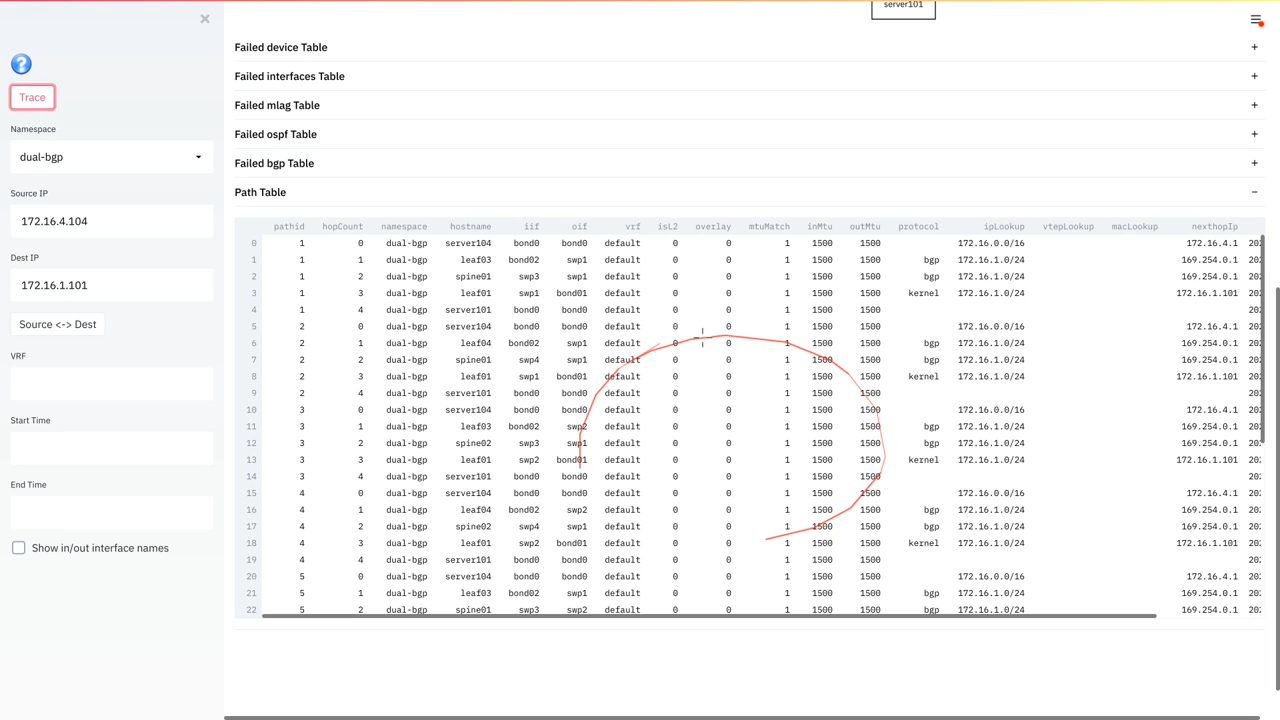 server101
×
Failed device Table +
?
Failed interfaces Table +
Trace
Failed mlag Table +
Namespace
Failed ospf Table +
dual-bgp
Failed bgp Table +
Source IP
Path Table −
172.16.4.104
Dest IP
172.16.1.101
Source <-> Dest
VRF
Start Time
End Time
Show in/out interface names
pathid hopCount namespace hostname iif oif vrf isL2 overlay mtuMatch inMtu outMtu protocol ipLookup vtepLookup macLookup nexthopIp
0 1 0 dual-bgp server104 bond0 bond0 default 0 0 1 1500 1500 172.16.0.0/16 172.16.4.1 202
1 1 1 dual-bgp leaf03 bond02 swp1 default 0 0 1 1500 1500 bgp 172.16.1.0/24 169.254.0.1 202
2 1 2 dual-bgp spine01 swp3 swp1 default 0 0 1 1500 1500 bgp 172.16.1.0/24 169.254.0.1 202
3 1 3 dual-bgp leaf01 swp1 bond01 default 0 0 1 1500 1500 kernel 172.16.1.0/24 172.16.1.101 202
4 1 4 dual-bgp server101 bond0 bond0 default 0 0 1 1500 1500 202
5 2 0 dual-bgp server104 bond0 bond0 default 0 0 1 1500 1500 172.16.0.0/16 172.16.4.1 202
6 2 1 dual-bgp leaf04 bond02 swp1 default 0 0 1 1500 1500 bgp 172.16.1.0/24 169.254.0.1 202
7 2 2 dual-bgp spine01 swp4 swp1 default 0 0 1 1500 1500 bgp 172.16.1.0/24 169.254.0.1 202
8 2 3 dual-bgp leaf01 swp1 bond01 default 0 0 1 1500 1500 kernel 172.16.1.0/24 172.16.1.101 202
9 2 4 dual-bgp server101 bond0 bond0 default 0 0 1 1500 1500 202
10 3 0 dual-bgp server104 bond0 bond0 default 0 0 1 1500 1500 172.16.0.0/16 172.16.4.1 202
11 3 1 dual-bgp leaf03 bond02 swp2 default 0 0 1 1500 1500 bgp 172.16.1.0/24 169.254.0.1 202
12 3 2 dual-bgp spine02 swp3 swp1 default 0 0 1 1500 1500 bgp 172.16.1.0/24 169.254.0.1 202
13 3 3 dual-bgp leaf01 swp2 bond01 default 0 0 1 1500 1500 kernel 172.16.1.0/24 172.16.1.101 202
14 3 4 dual-bgp server101 bond0 bond0 default 0 0 1 1500 1500 202
15 4 0 dual-bgp server104 bond0 bond0 default 0 0 1 1500 1500 172.16.0.0/16 172.16.4.1 202
16 4 1 dual-bgp leaf04 bond02 swp2 default 0 0 1 1500 1500 bgp 172.16.1.0/24 169.254.0.1 202
17 4 2 dual-bgp spine02 swp4 swp1 default 0 0 1 1500 1500 bgp 172.16.1.0/24 169.254.0.1 202
18 4 3 dual-bgp leaf01 swp2 bond01 default 0 0 1 1500 1500 kernel 172.16.1.0/24 172.16.1.101 202
19 4 4 dual-bgp server101 bond0 bond0 default 0 0 1 1500 1500 202
20 5 0 dual-bgp server104 bond0 bond0 default 0 0 1 1500 1500 172.16.0.0/16 172.16.4.1 202
21 5 1 dual-bgp leaf03 bond02 swp1 default 0 0 1 1500 1500 bgp 172.16.1.0/24 169.254.0.1 202
22 5 2 dual-bgp spine01 swp3 swp2 default 0 0 1 1500 1500 bgp 172.16.1.0/24 169.254.0.1 202